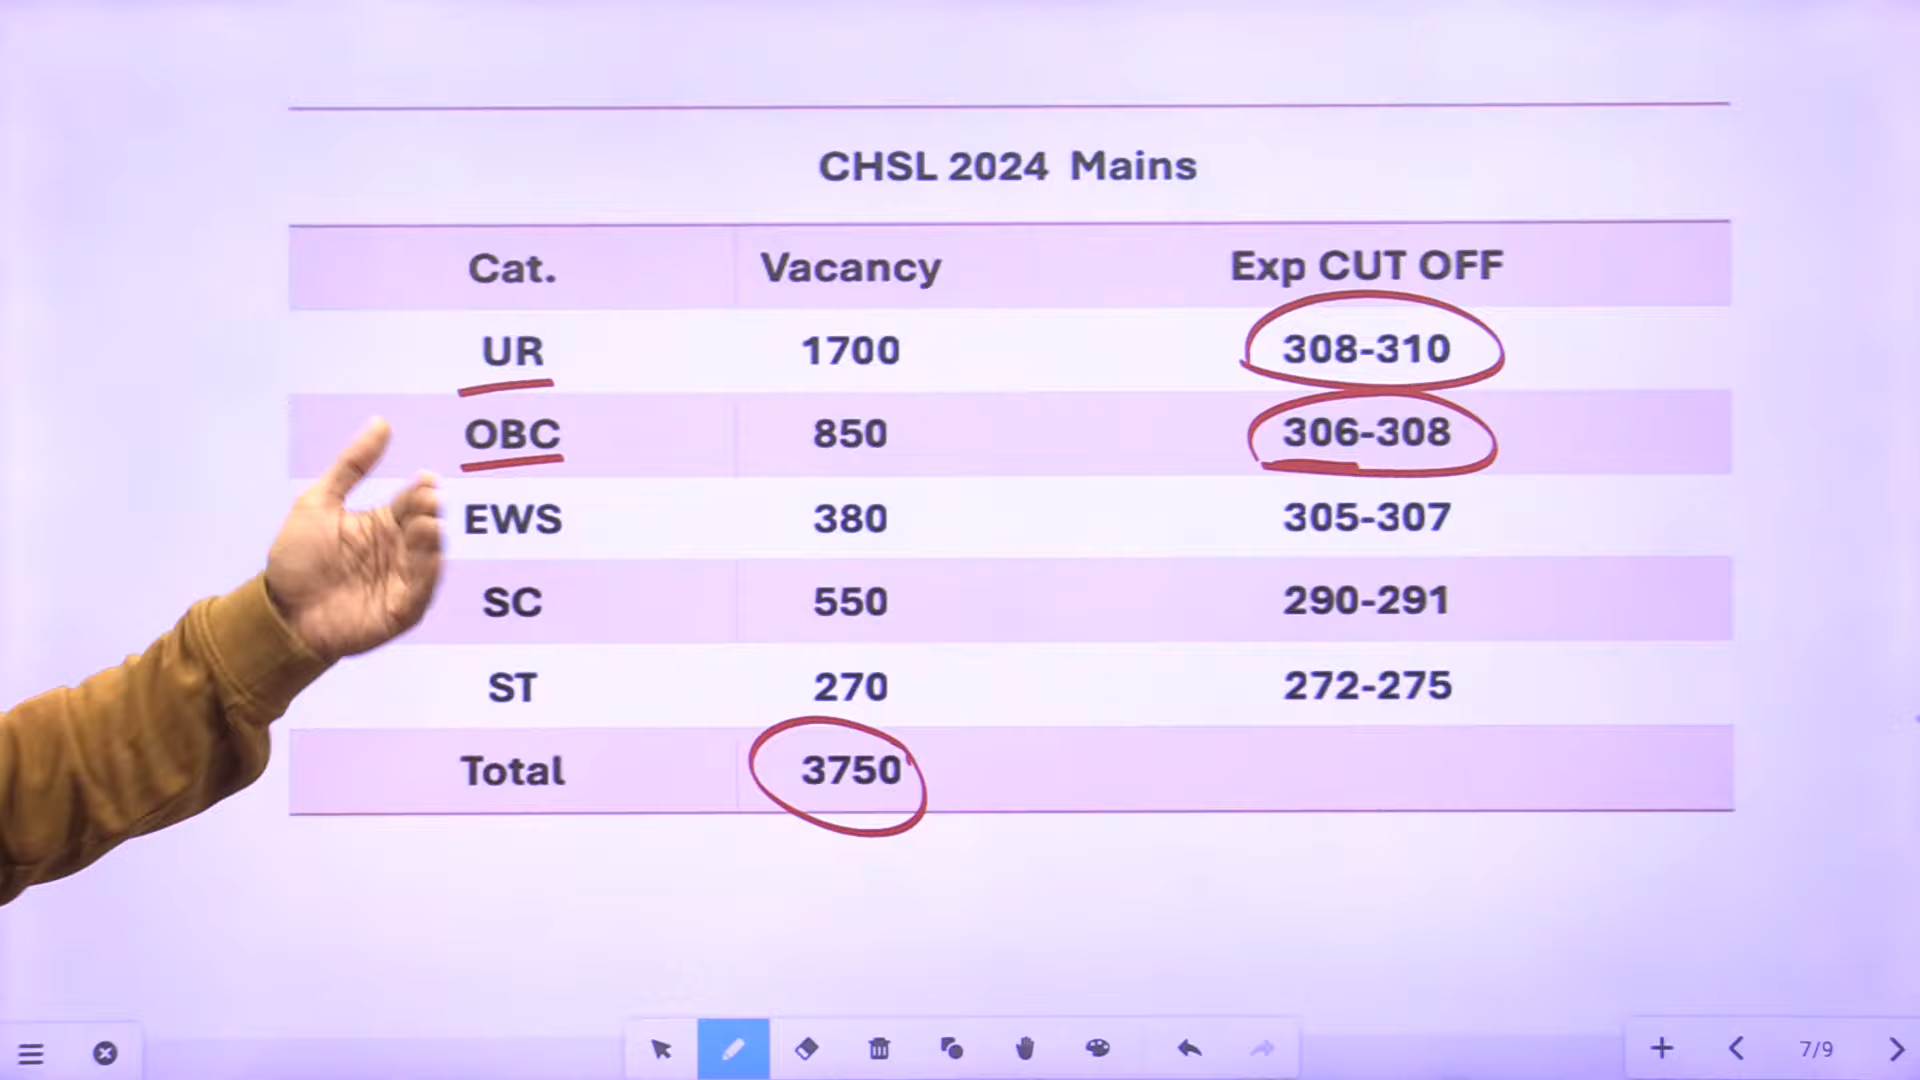 CHSL 2024 Mains
Cat. Vacancy Exp CUT OFF
UR 1700 308-310
OBC 850 306-308
EWS 380 305-307
SC 550 290-291
ST 270 272-275
Total 3750
7/9